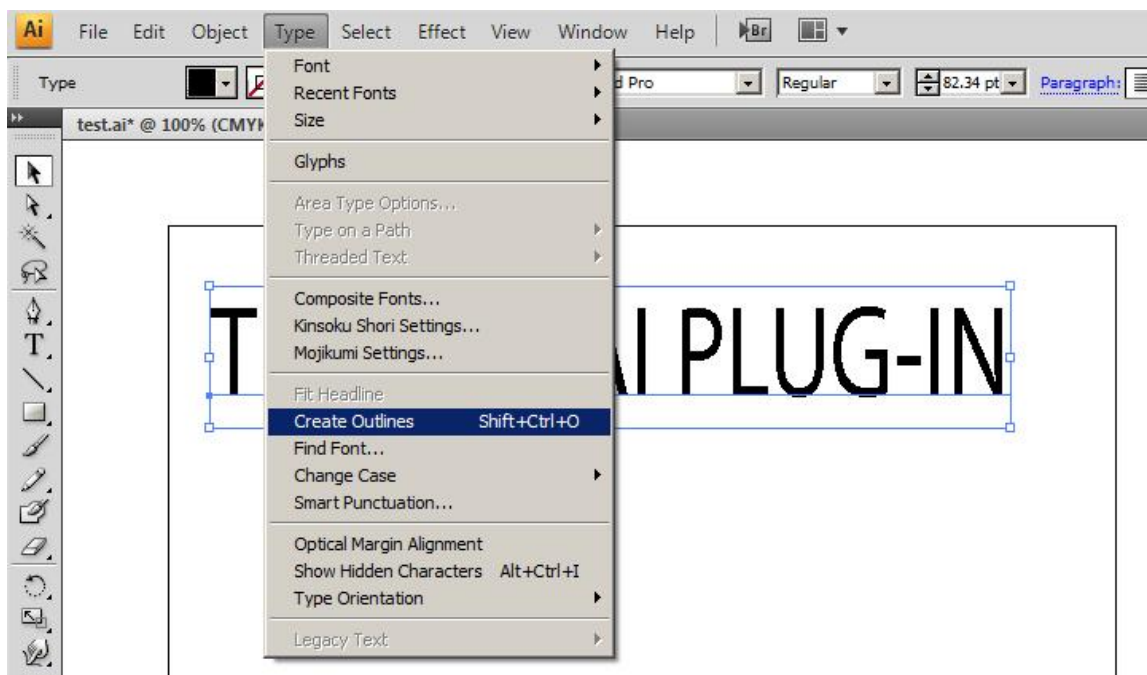 Ai File Edit Object Type Select Effect View Window Help Br
Type d Pro Regular 82.34 pt Paragraph:
test.ai* @ 100% (CMYK
Font
Recent Fonts
Size
Glyphs
Area Type Options...
Type on a Path
Threaded Text
Composite Fonts...
Kinsoku Shori Settings...
Mojikumi Settings...
Fit Headline
Create Outlines Shift+Ctrl+O
Find Font...
Change Case
Smart Punctuation...
Optical Margin Alignment
Show Hidden Characters Alt+Ctrl+I
Type Orientation
Legacy Text
T AI PLUG-IN